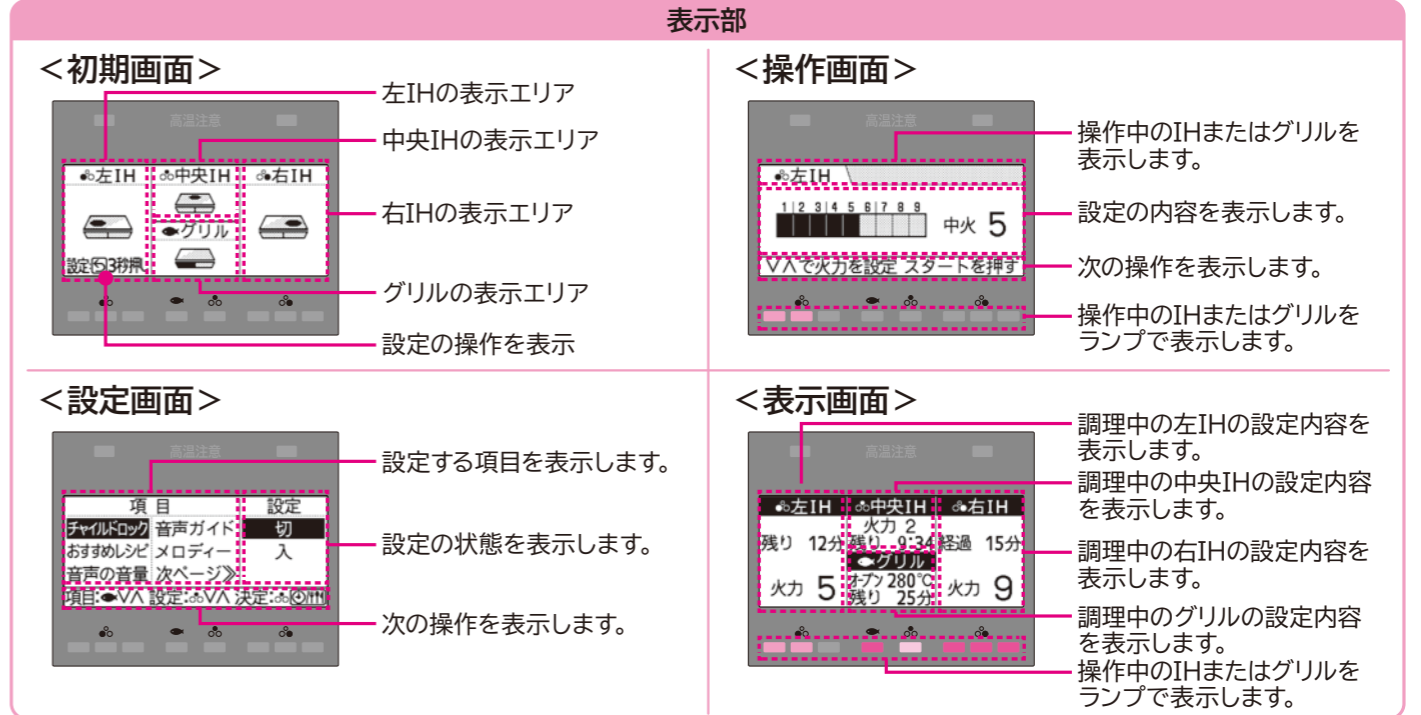 表示部
＜初期画面＞
高温注意
左IH
中央IH
右IH
グリル
設定 3秒押
左IHの表示エリア
中央IHの表示エリア
右IHの表示エリア
グリルの表示エリア
設定の操作を表示
＜操作画面＞
高温注意
左IH
1 2 3 4 5 6 7 8 9
中火 5
∨∧で火力を設定 スタートを押す
操作中のIHまたはグリルを
表示します。
設定の内容を表示します。
次の操作を表示します。
操作中のIHまたはグリルを
ランプで表示します。
＜設定画面＞
高温注意
項目 設定
チャイルドロック 音声ガイド 切
おすすめレシピ メロディー 入
音声の音量 次ページ≫
項目:∨∧ 設定:∨∧ 決定:
設定する項目を表示します。
設定の状態を表示します。
次の操作を表示します。
＜表示画面＞
高温注意
左IH
残り 12分
火力 5
中央IH
火力 2
残り 9:34
グリル
オーブン 280℃
残り 25分
右IH
経過 15分
火力 9
調理中の左IHの設定内容を
表示します。
調理中の中央IHの設定内容
を表示します。
調理中の右IHの設定内容を
表示します。
調理中のグリルの設定内容
を表示します。
操作中のIHまたはグリルを
ランプで表示します。